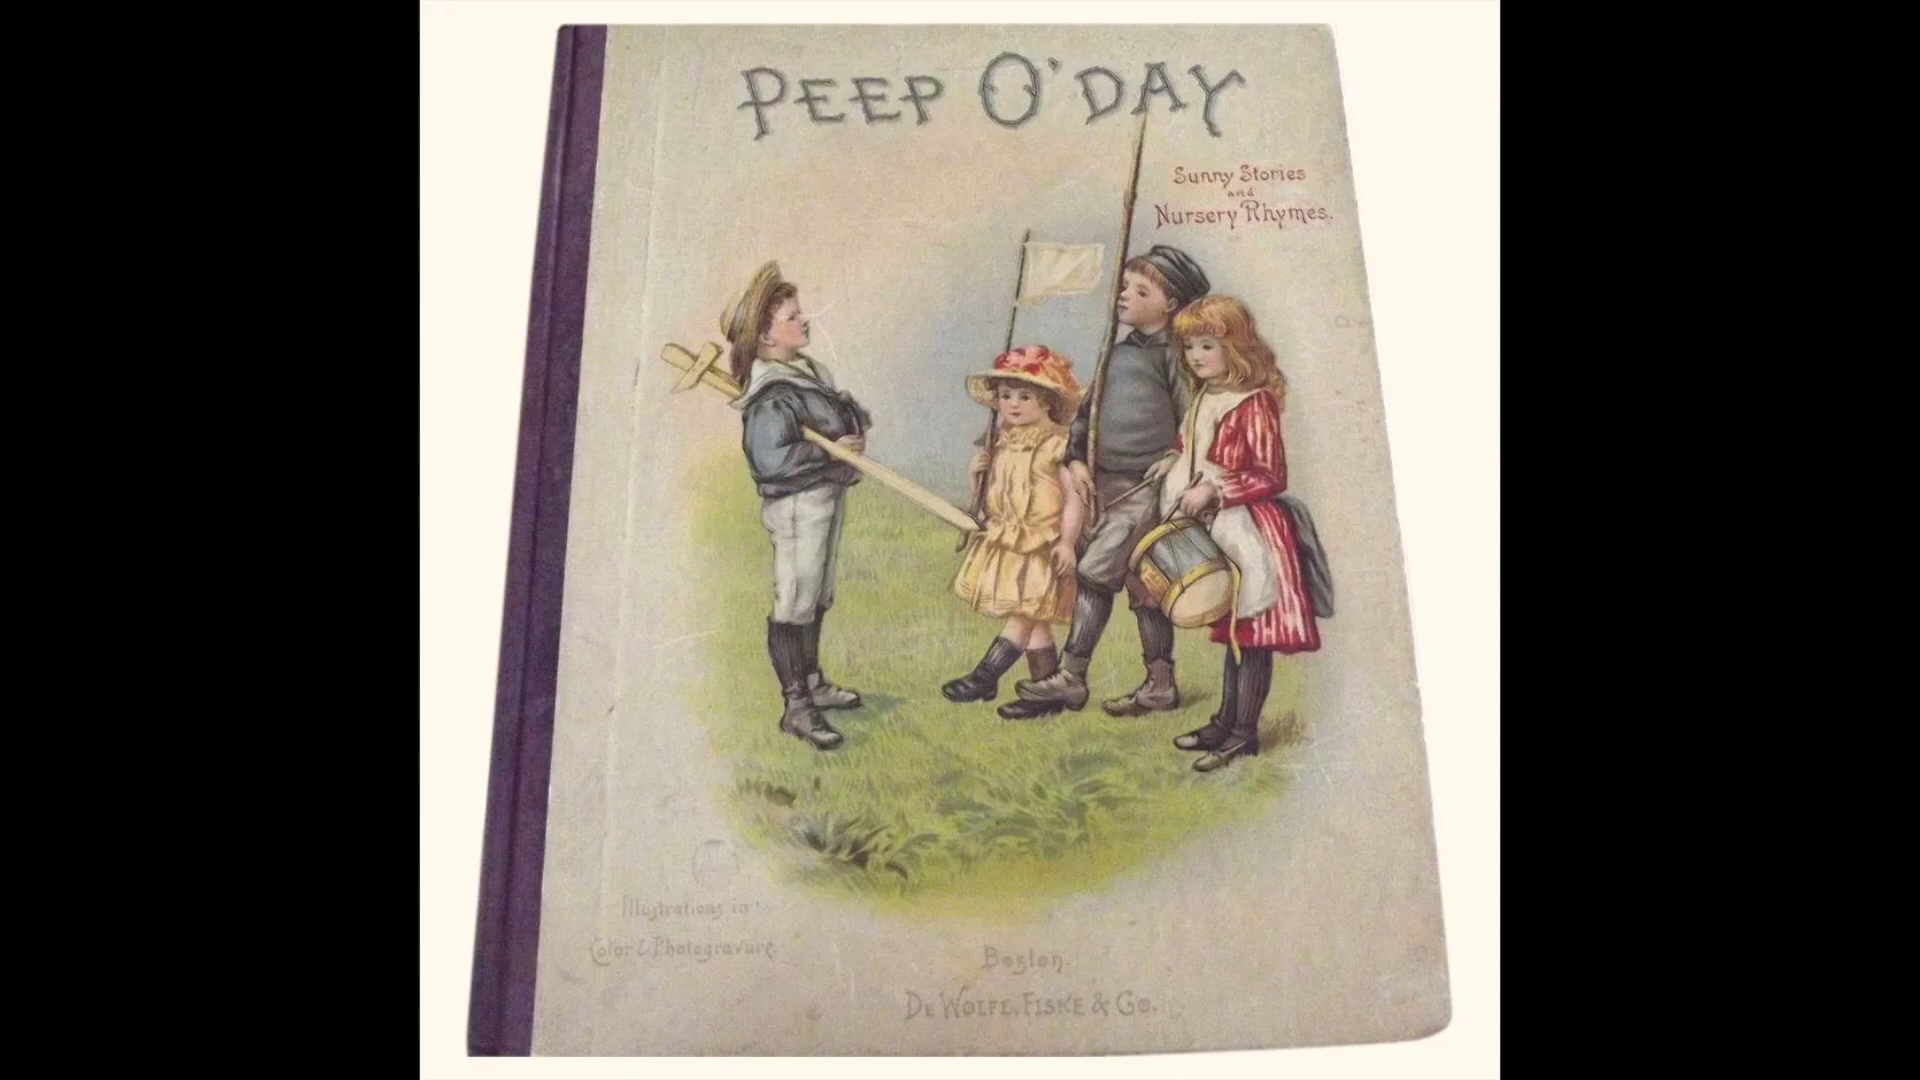 PEEP O'DAY
Sunny Stories
and
Nursery Rhymes.
Illustrations in
Color & Photogravure.
Boston.
DE WOLFE, FISKE & CO.